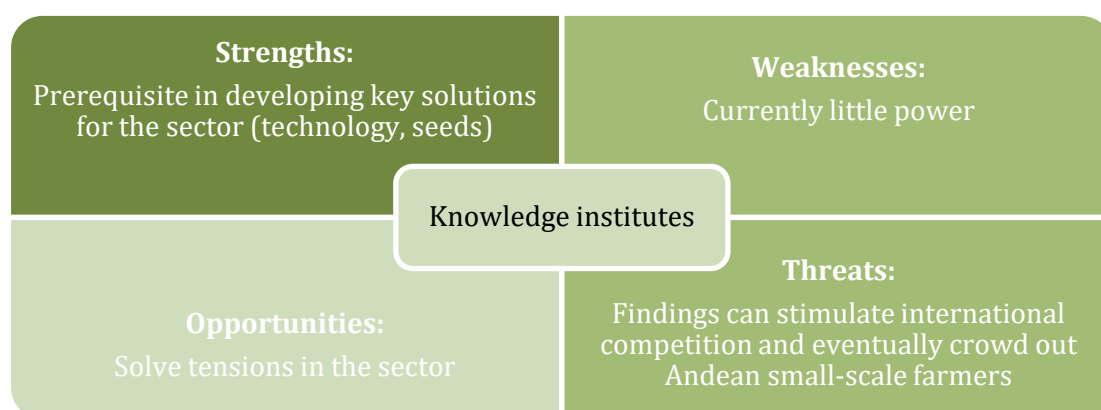 Strengths:
Prerequisite in developing key solutions
for the sector (technology, seeds)
Weaknesses:
Currently little power
Knowledge institutes
Opportunities:
Solve tensions in the sector
Threats:
Findings can stimulate international
competition and eventually crowd out
Andean small-scale farmers